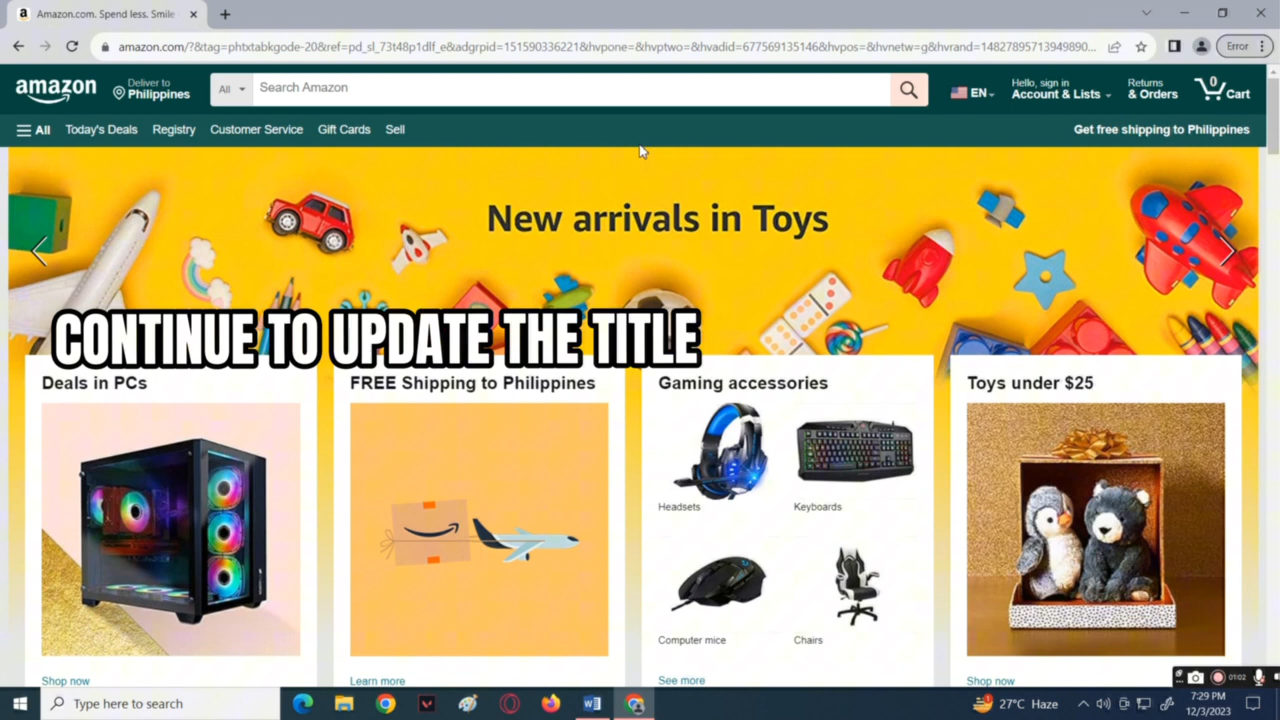 Amazon.com. Spend less. Smile
amazon.com/?&tag=phtxtabkgode-20&ref=pd_sl_73t48p1dlf_e&adgrpid=151590336221&hvpone=&hvptwo=&hvadid=677569135146&hvpos=&hvnetw=g&hvrand=14827895713949890...
Error
amazon
Deliver to
Philippines
All
Search Amazon
EN
Hello, sign in
Account & Lists
Returns
& Orders
0
Cart
All
Today's Deals
Registry
Customer Service
Gift Cards
Sell
Get free shipping to Philippines
New arrivals in Toys
CONTINUE TO UPDATE THE TITLE
Deals in PCs
Shop now
FREE Shipping to Philippines
Learn more
Gaming accessories
Headsets
Keyboards
Computer mice
Chairs
See more
Toys under $25
Shop now
01:02
Type here to search
27°C Haze
7:29 PM
12/3/2023